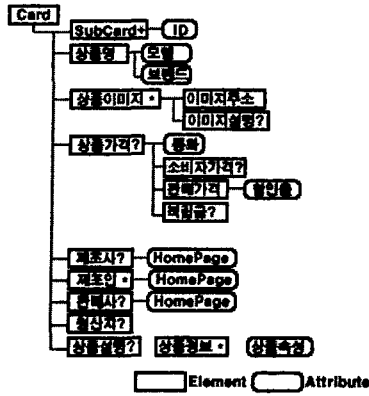 Card
SubCard+ ID
상품명 모델
브랜드
상품이미지 * 이미지주소
이미지설명?
상품가격? 통화
소비자가격?
판매가격 할인율
적립금?
제조사? HomePage
제조인 * HomePage
판매사? HomePage
원산지?
상품설명? 상품정보 * 상품속성
Element Attribute